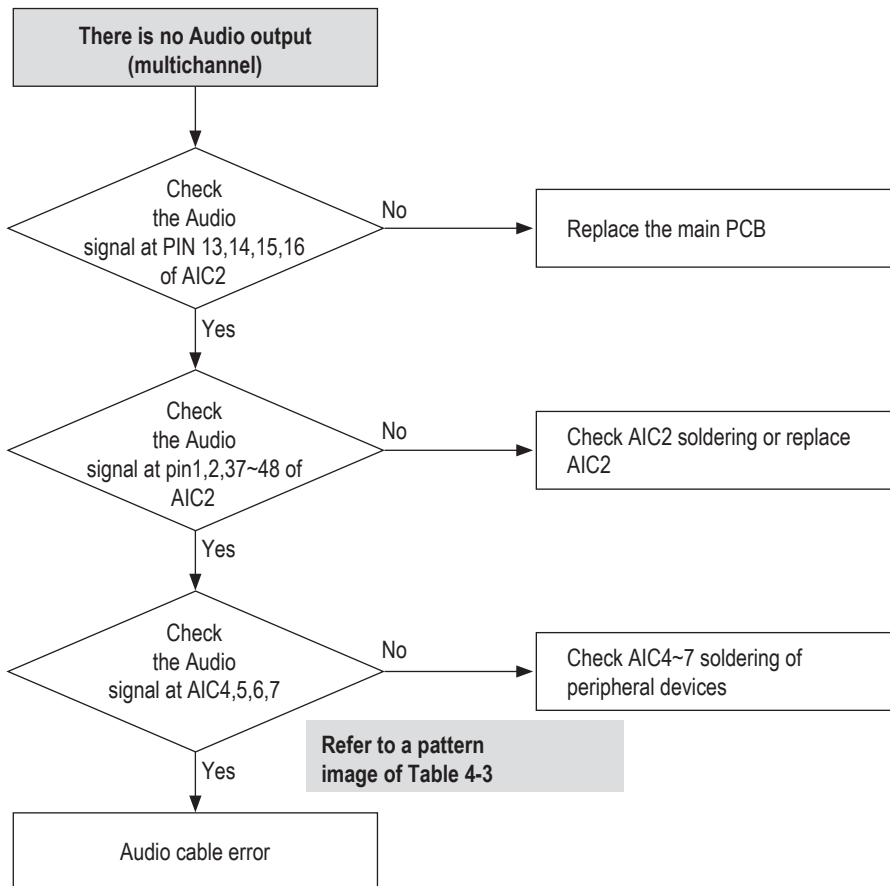 There is no Audio output
(multichannel)
Check
the Audio
signal at PIN 13,14,15,16
of AIC2
No
Replace the main PCB
Yes
Check
the Audio
signal at pin1,2,37~48 of
AIC2
No
Check AIC2 soldering or replace
AIC2
Yes
Check
the Audio
signal at AIC4,5,6,7
No
Check AIC4~7 soldering of
peripheral devices
Refer to a pattern
image of Table 4-3
Yes
Audio cable error